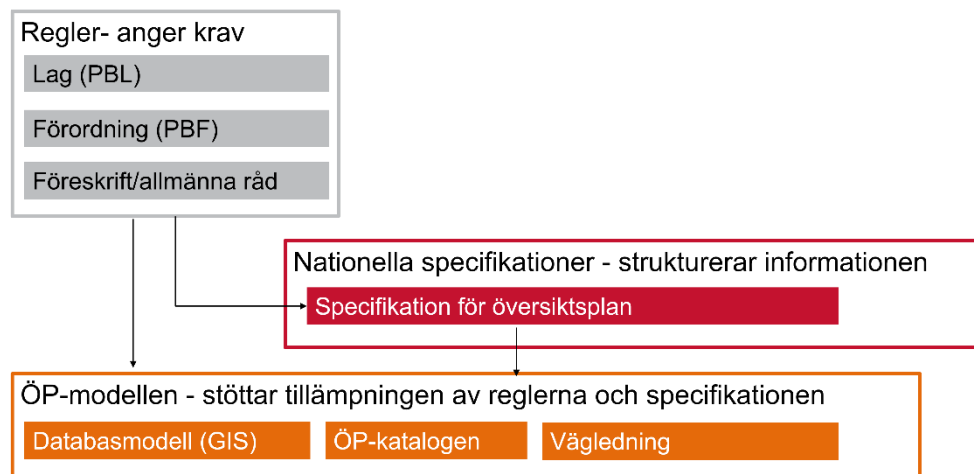 Regler- anger krav
Lag (PBL)
Förordning (PBF)
Föreskrift/allmänna råd
Nationella specifikationer - strukturerar informationen
Specifikation för översiktsplan
ÖP-modellen - stöttar tillämpningen av reglerna och specifikationen
Databasmodell (GIS)
ÖP-katalogen
Vägledning